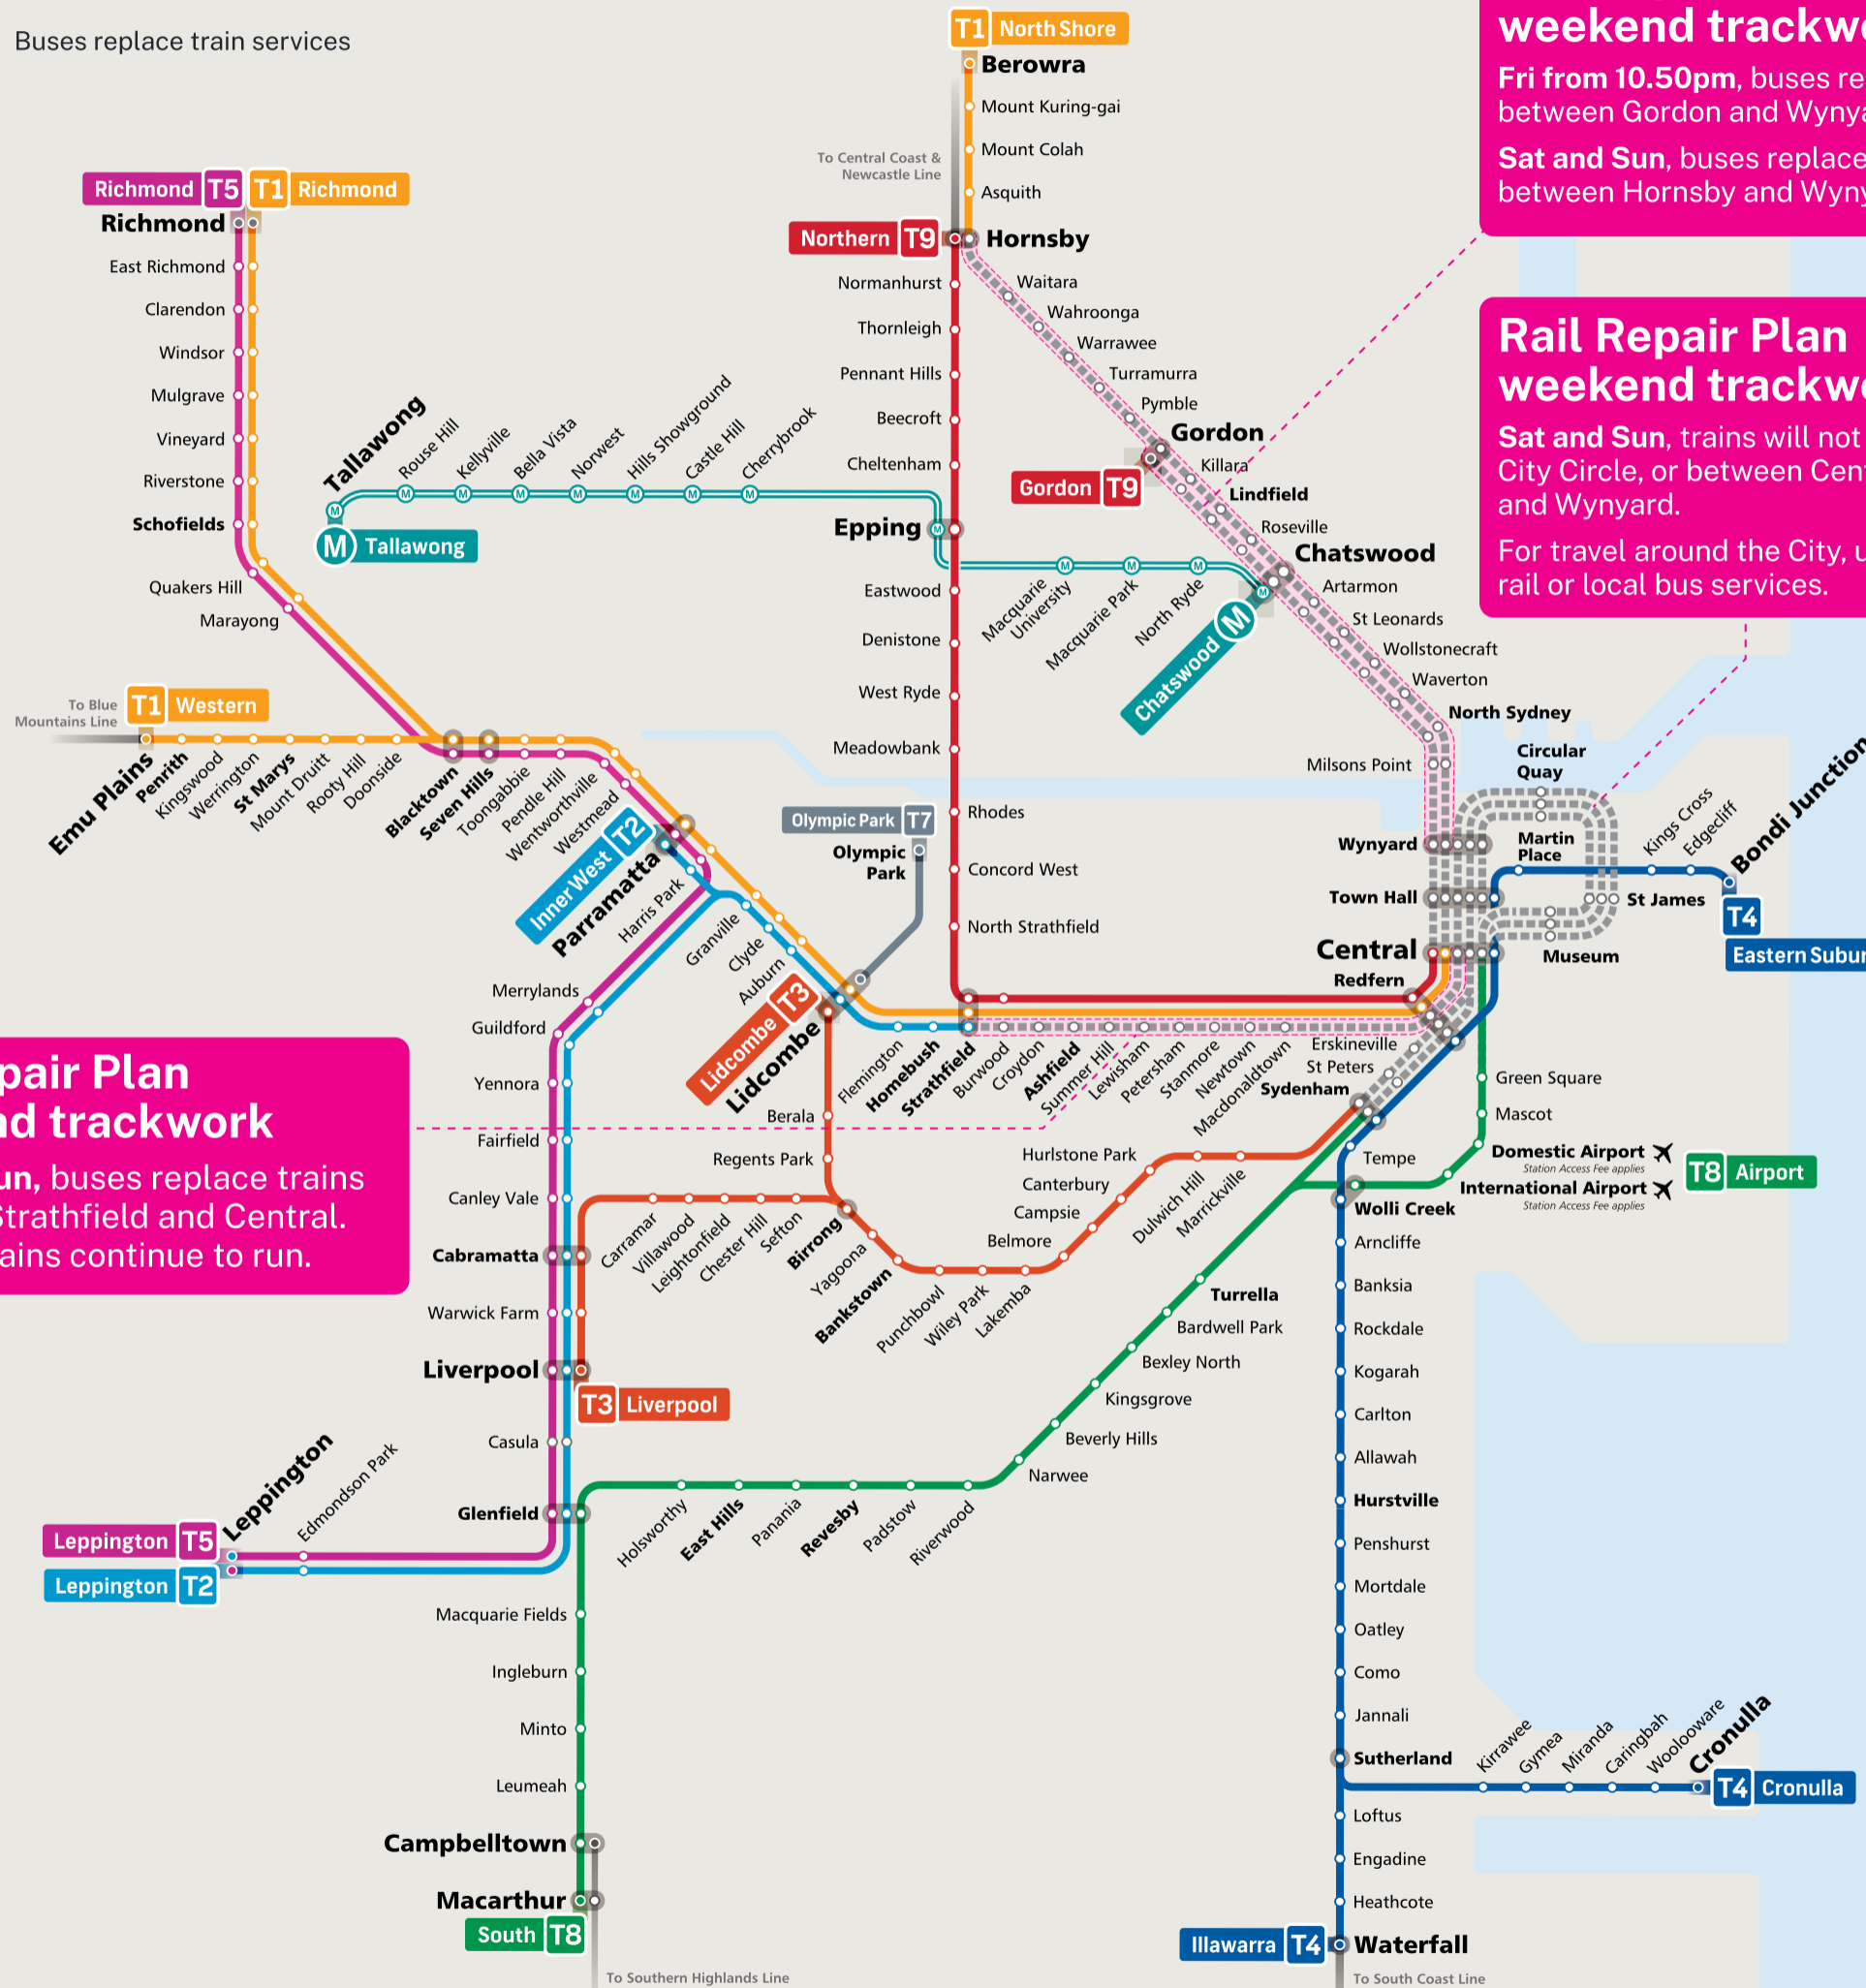 Buses replace train services
T1 North Shore
Berowra
Mount Kuring-gai
Mount Colah
To Central Coast &
Newcastle Line
Asquith
Northern T9
Hornsby
weekend trackwo
Fri from 10.50pm, buses re
between Gordon and Wynya
Sat and Sun, buses replace
between Hornsby and Wyny
Richmond T5 T1 Richmond
Richmond
East Richmond
Clarendon
Windsor
Mulgrave
Vineyard
Riverstone
Schofields
Quakers Hill
Marayong
Normanhurst
Thornleigh
Pennant Hills
Beecroft
Cheltenham
Epping
Eastwood
Denistone
West Ryde
Meadowbank
Rhodes
Concord West
North Strathfield
Waitara
Wahroonga
Warrawee
Turramurra
Pymble
Gordon
Gordon T9
Killara
Lindfield
Roseville
Chatswood
Artarmon
St Leonards
Wollstonecraft
Waverton
North Sydney
Milsons Point
Wynyard
Town Hall
Central
Redfern
Rail Repair Plan
weekend trackwo
Sat and Sun, trains will not
City Circle, or between Cent
and Wynyard.
For travel around the City, u
rail or local bus services.
Tallawong
Rouse Hill
Kellyville
Bella Vista
Norwest
Hills Showground
Castle Hill
Cherrybrook
M Tallawong
Macquarie
University
Macquarie Park
North Ryde
Chatswood M
To Blue
Mountains Line
T1 Western
Emu Plains
Penrith
Kingswood
Werrington
St Marys
Mount Druitt
Rooty Hill
Doonside
Blacktown
Seven Hills
Toongabbie
Pendle Hill
Wentworthville
Westmead
Inner West T2
Parramatta
Harris Park
Granville
Clyde
Auburn
Olympic Park T7
Olympic
Park
Lidcombe T3
Lidcombe
Flemington
Homebush
Strathfield
Burwood
Croydon
Ashfield
Summer Hill
Lewisham
Petersham
Stanmore
Newtown
Macdonaldtown
Circular
Quay
Martin
Place
St James
Museum
Kings Cross
Edgecliff
Bondi Junction
T4
Eastern Subur
Erskineville
St Peters
Sydenham
Green Square
Mascot
Domestic Airport
Station Access Fee applies
International Airport
Station Access Fee applies
T8 Airport
Tempe
Wolli Creek
Arncliffe
Banksia
Rockdale
Kogarah
Carlton
Allawah
Hurstville
Penshurst
Mortdale
Oatley
Como
Jannali
Sutherland
Loftus
Engadine
Heathcote
Illawarra T4
Waterfall
To South Coast Line
Kirrawee
Gymea
Miranda
Caringbah
Woolooware
Cronulla
T4 Cronulla
pair Plan
nd trackwork
un, buses replace trains
Strathfield and Central.
ains continue to run.
Merrylands
Guildford
Yennora
Fairfield
Canley Vale
Cabramatta
Warwick Farm
Liverpool
T3 Liverpool
Casula
Glenfield
Berala
Regents Park
Carramar
Villawood
Leightonfield
Chester Hill
Sefton
Birrong
Yagoona
Bankstown
Punchbowl
Wiley Park
Lakemba
Belmore
Campsie
Canterbury
Hurlstone Park
Dulwich Hill
Marrickville
Turrella
Bardwell Park
Bexley North
Kingsgrove
Beverly Hills
Narwee
Riverwood
Padstow
Revesby
Panania
East Hills
Holsworthy
Leppington
Edmondson Park
Leppington T5
Leppington T2
Macquarie Fields
Ingleburn
Minto
Leumeah
Campbelltown
Macarthur
South T8
To Southern Highlands Line